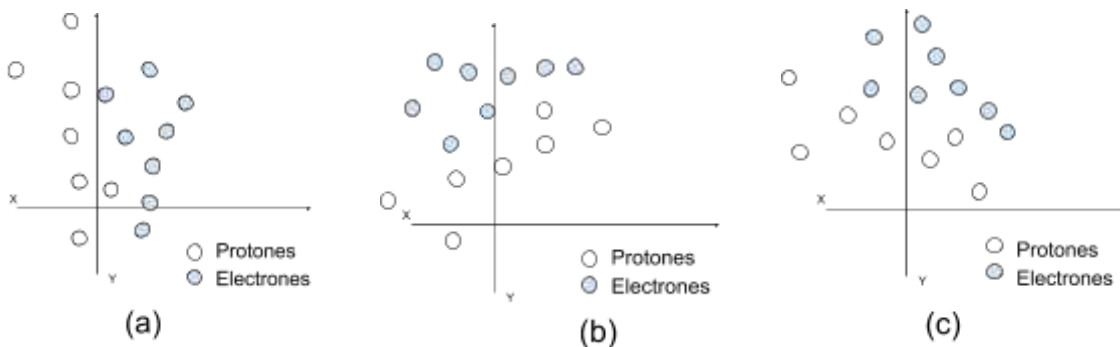 X
Y
Protones
Electrones
(a)
X
Y
Protones
Electrones
(b)
X
Y
Protones
Electrones
(c)